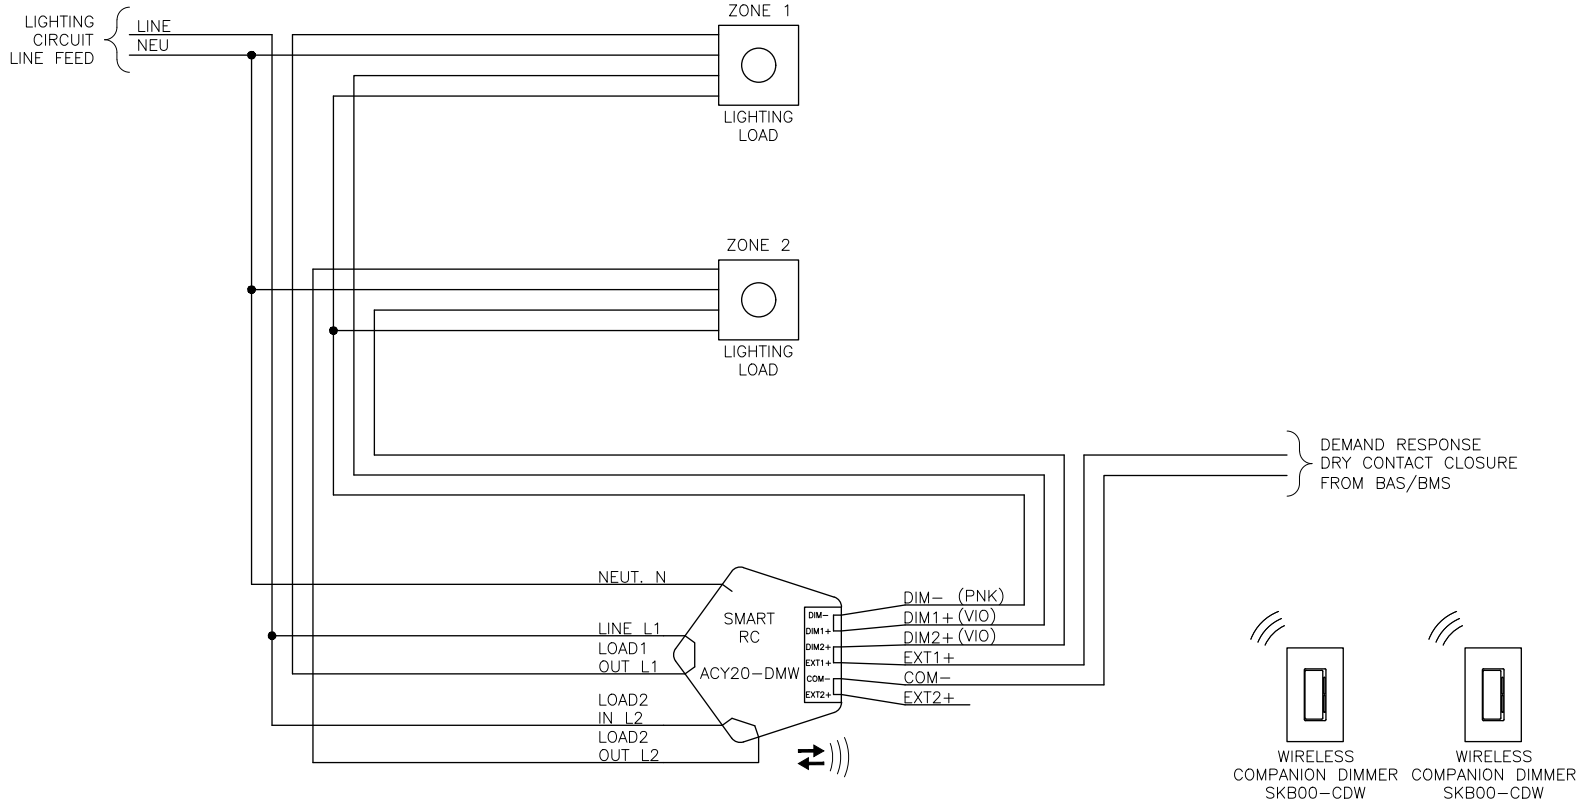 LIGHTING
CIRCUIT
LINE FEED
LINE
NEU
ZONE 1
LIGHTING
LOAD
ZONE 2
LIGHTING
LOAD
DEMAND RESPONSE
DRY CONTACT CLOSURE
FROM BAS/BMS
NEUT. N
LINE L1
LOAD1
OUT L1
LOAD2
IN L2
LOAD2
OUT L2
SMART
RC
ACY20-DMW
DIM-
DIM1+
DIM2+
EXT1+
COM-
EXT2+
DIM- (PNK)
DIM1+ (VIO)
DIM2+ (VIO)
EXT1+
COM-
EXT2+
WIRELESS
COMPANION DIMMER
SKB00-CDW
WIRELESS
COMPANION DIMMER
SKB00-CDW